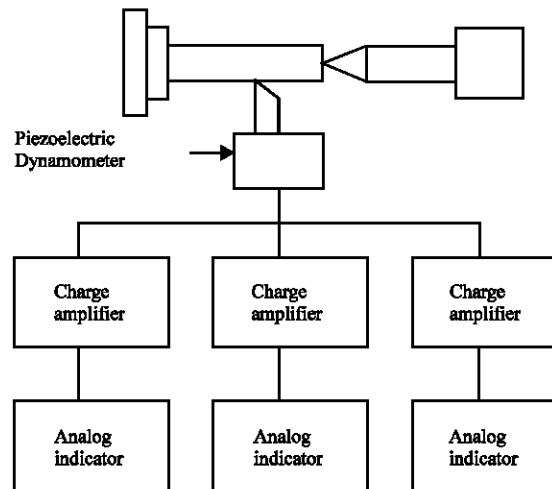 Piezoelectric
Dynamometer
Charge
amplifier
Charge
amplifier
Charge
amplifier
Analog
indicator
Analog
indicator
Analog
indicator